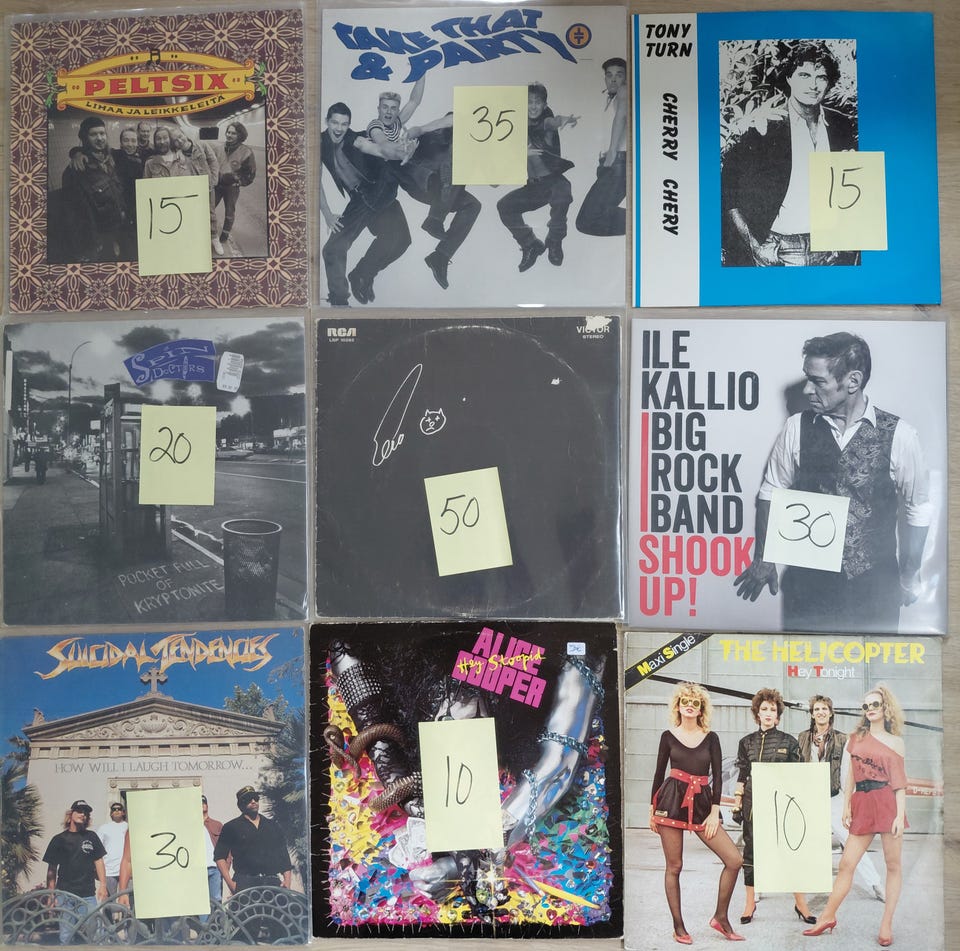 PELTSIX
LIHAA JA LEIKKELEITÄ
15
TAKE THAT
& PARTY
35
TONY
TURN
CHERRY CHERY
15
SPIN
DOCTORS
20
POCKET FULL
OF
KRYPTONITE
RCA
VICTOR
STEREO
50
ILE
KALLIO
BIG
ROCK
BAND
SHOOK
UP!
30
SUICIDAL TENDENCIES
HOW WILL I LAUGH TOMORROW...
30
ALICE
Hey Stoopid
COOPER
10
Maxi Single
THE HELICOPTER
Hey Tonight
10